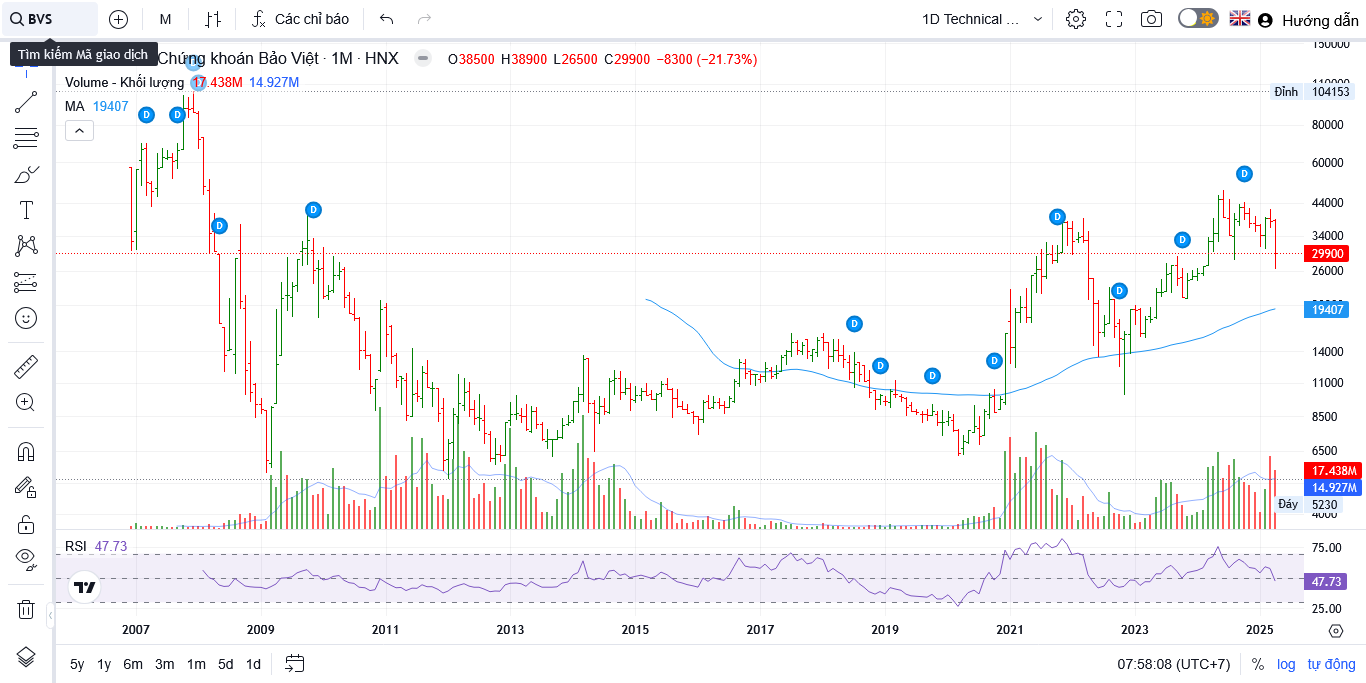 BVS
M
Các chỉ báo
1D Technical ...
Hướng dẫn
Tìm kiếm Mã giao dịch
Chứng khoán Bảo Việt · 1M · HNX
O38500 H38900 L26500 C29900 −8300 (−21.73%)
Volume - Khối lượng 17.438M 14.927M
MA 19407
D
D
D
D
D
D
D
D
D
D
D
D
150000
Đỉnh 104153
80000
60000
44000
34000
29900
26000
19407
14000
11000
8500
6500
17.438M
14.927M
Đáy 5230
4000
RSI 47.73
75.00
47.73
25.00
2007 2009 2011 2013 2015 2017 2019 2021 2023 2025
5y 1y 6m 3m 1m 5d 1d
07:58:08 (UTC+7) % log tự động